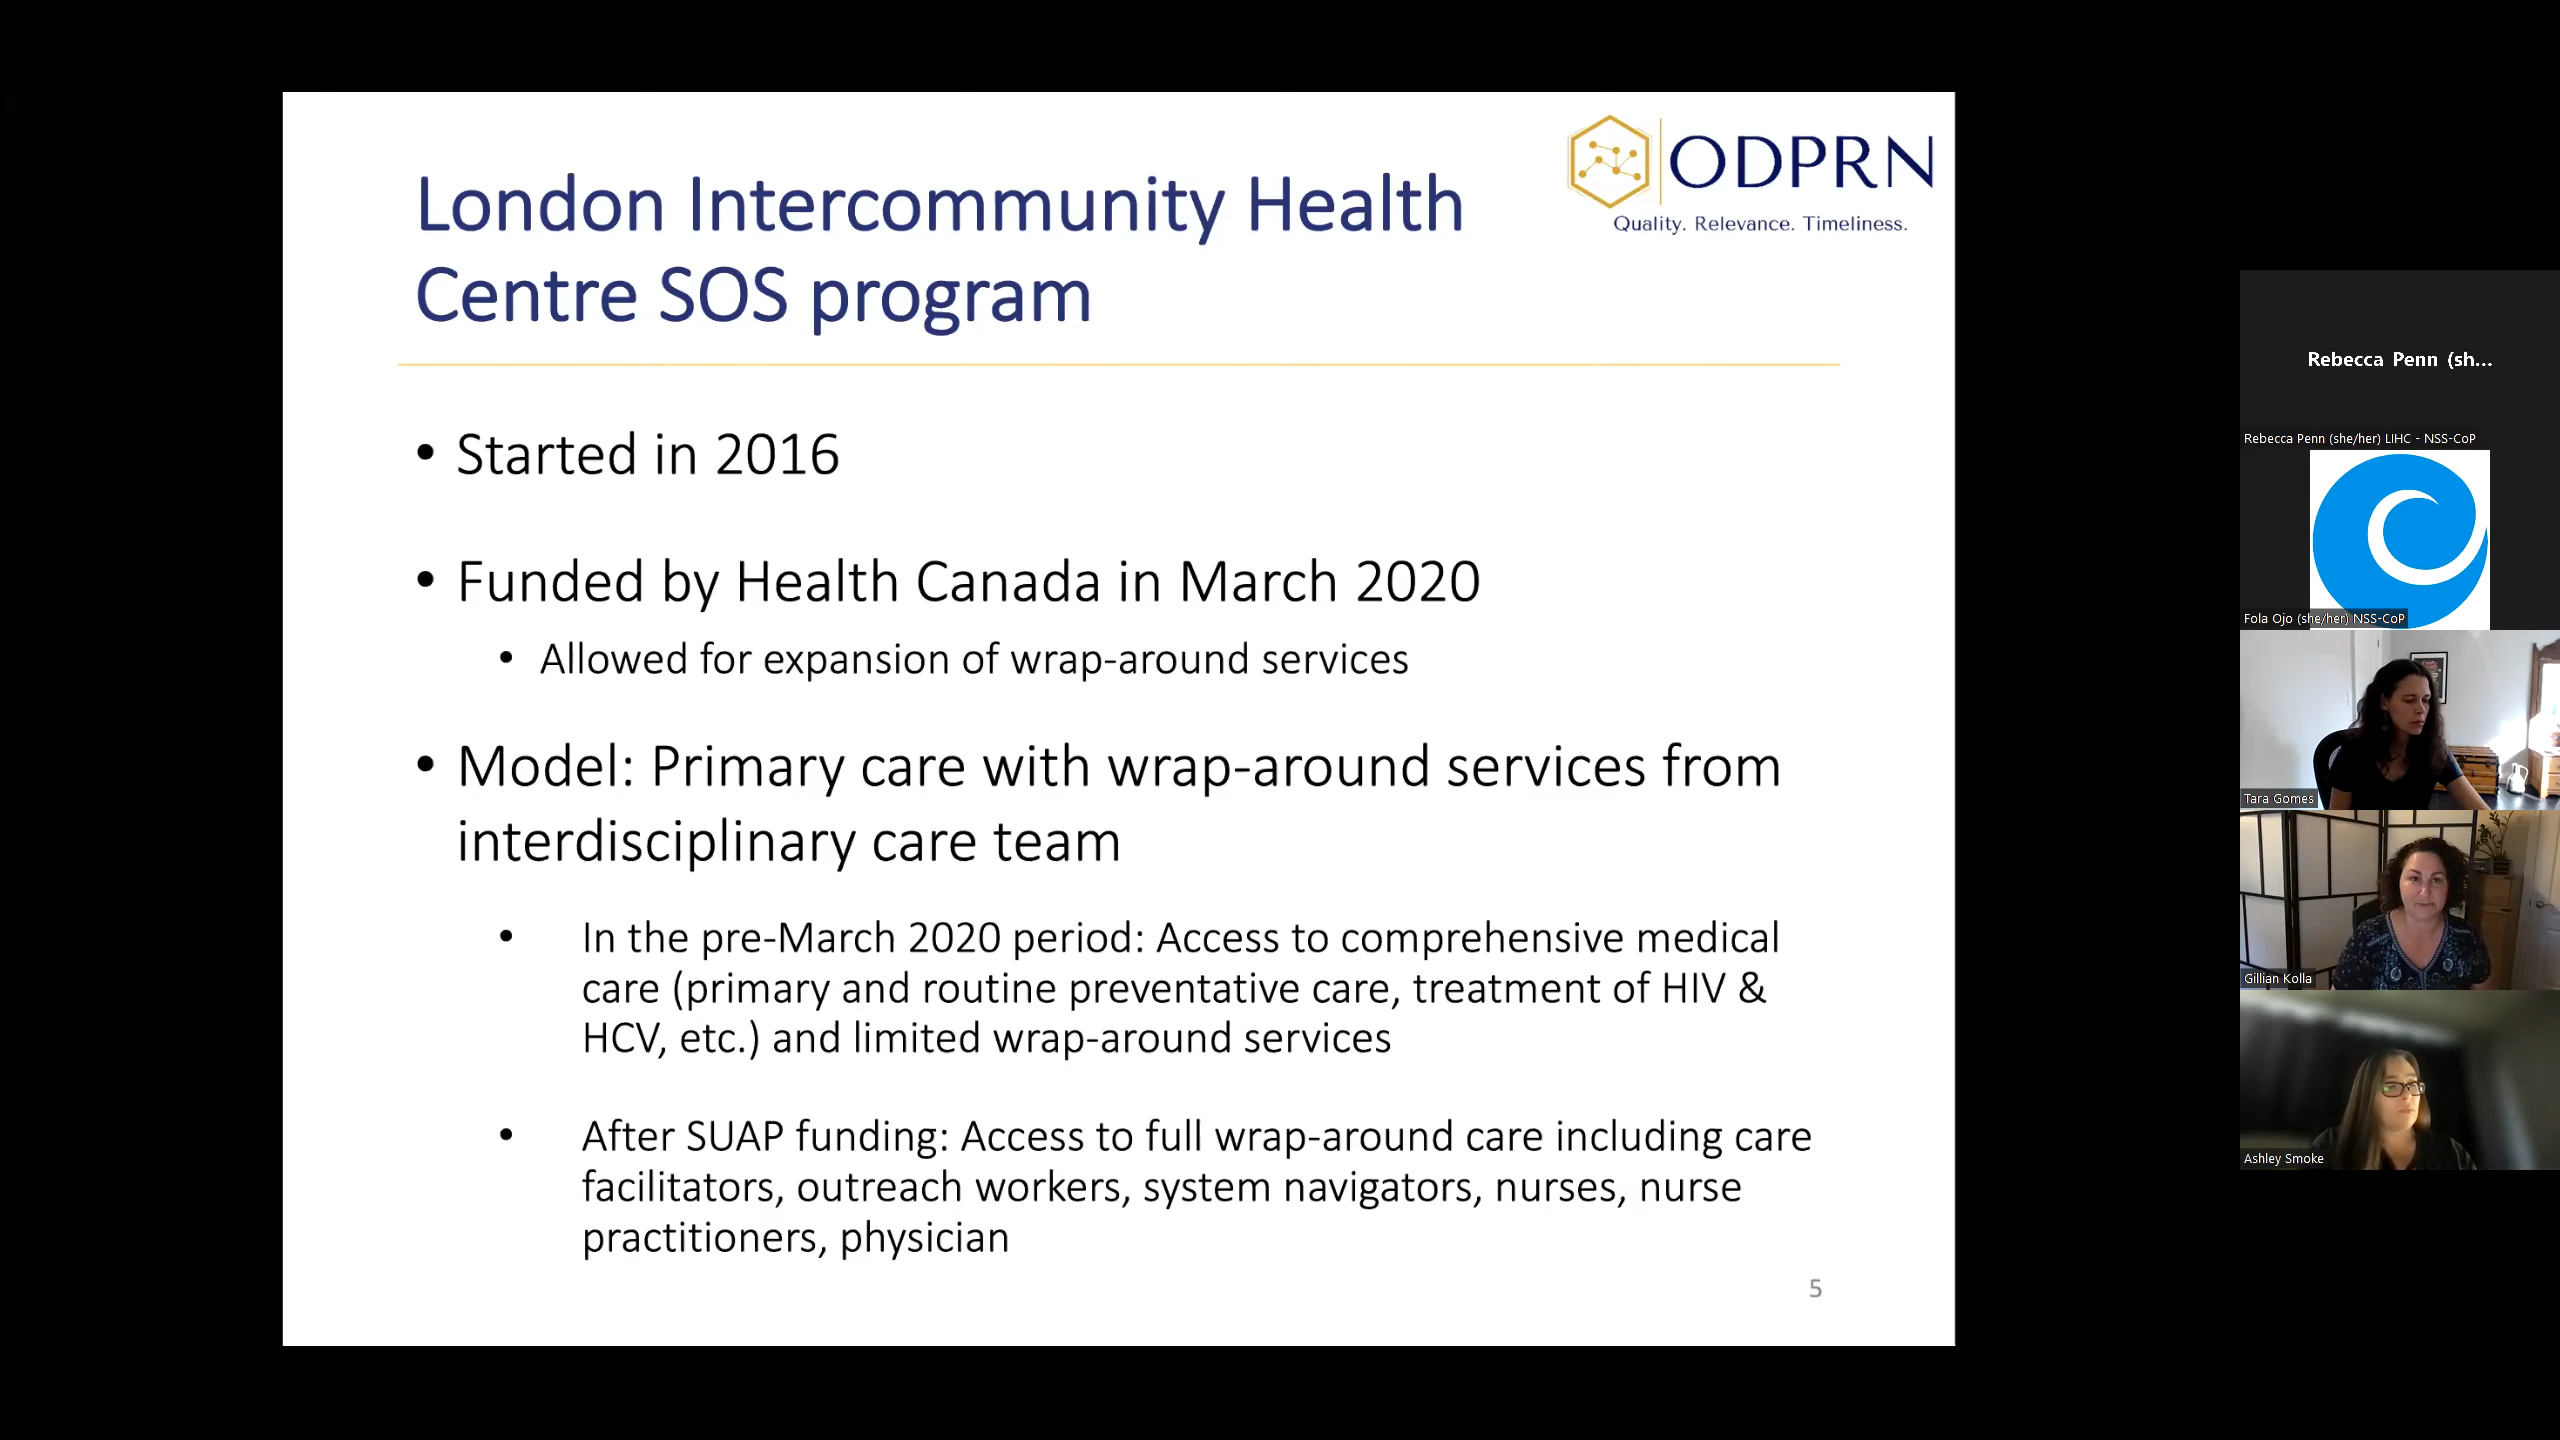 London Intercommunity Health
Centre SOS program
ODPRN
Quality. Relevance. Timeliness.
• Started in 2016
• Funded by Health Canada in March 2020
• Allowed for expansion of wrap-around services
• Model: Primary care with wrap-around services from
interdisciplinary care team
• In the pre-March 2020 period: Access to comprehensive medical
care (primary and routine preventative care, treatment of HIV &
HCV, etc.) and limited wrap-around services
• After SUAP funding: Access to full wrap-around care including care
facilitators, outreach workers, system navigators, nurses, nurse
practitioners, physician
5
Rebecca Penn (sh...
Rebecca Penn (she/her) LIHC - NSS-CoP
Fola Ojo (she/her) NSS-CoP
Tara Gomes
Gillian Kolla
Ashley Smoke